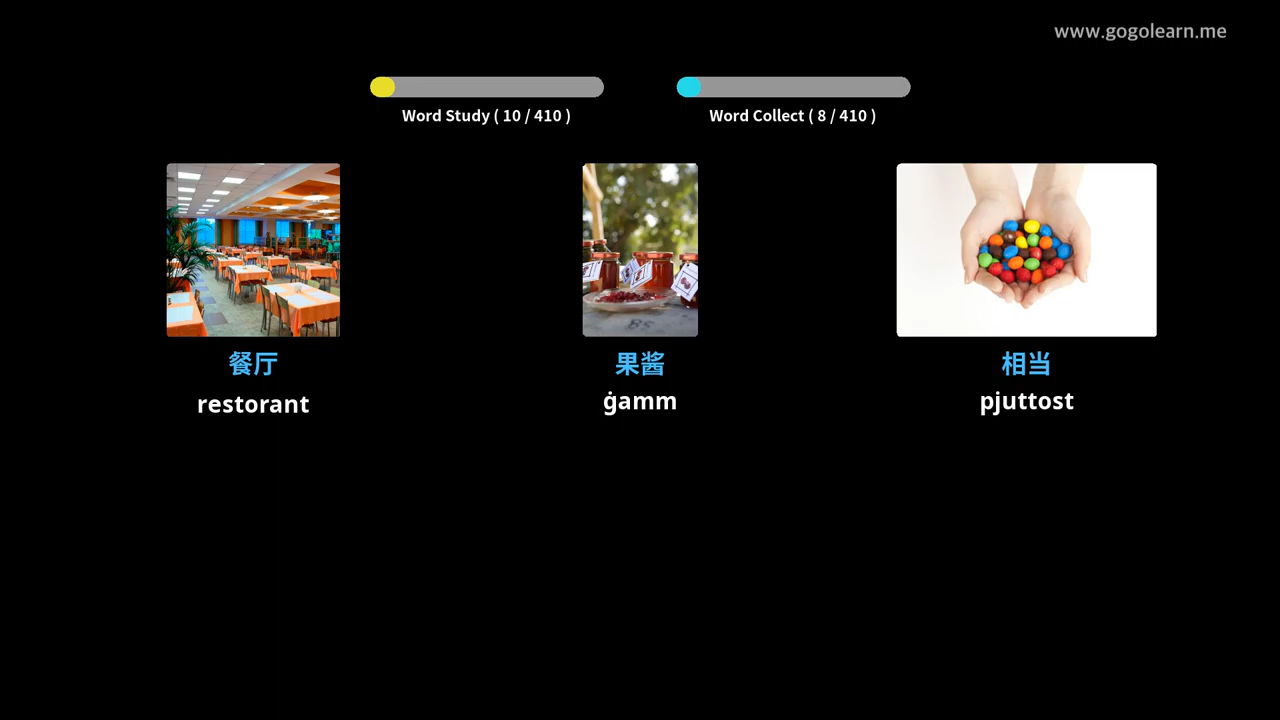 www.gogolearn.me
Word Study ( 10 / 410 )
Word Collect ( 8 / 410 )
餐厅
果酱
相当
restorant
ġamm
pjuttost